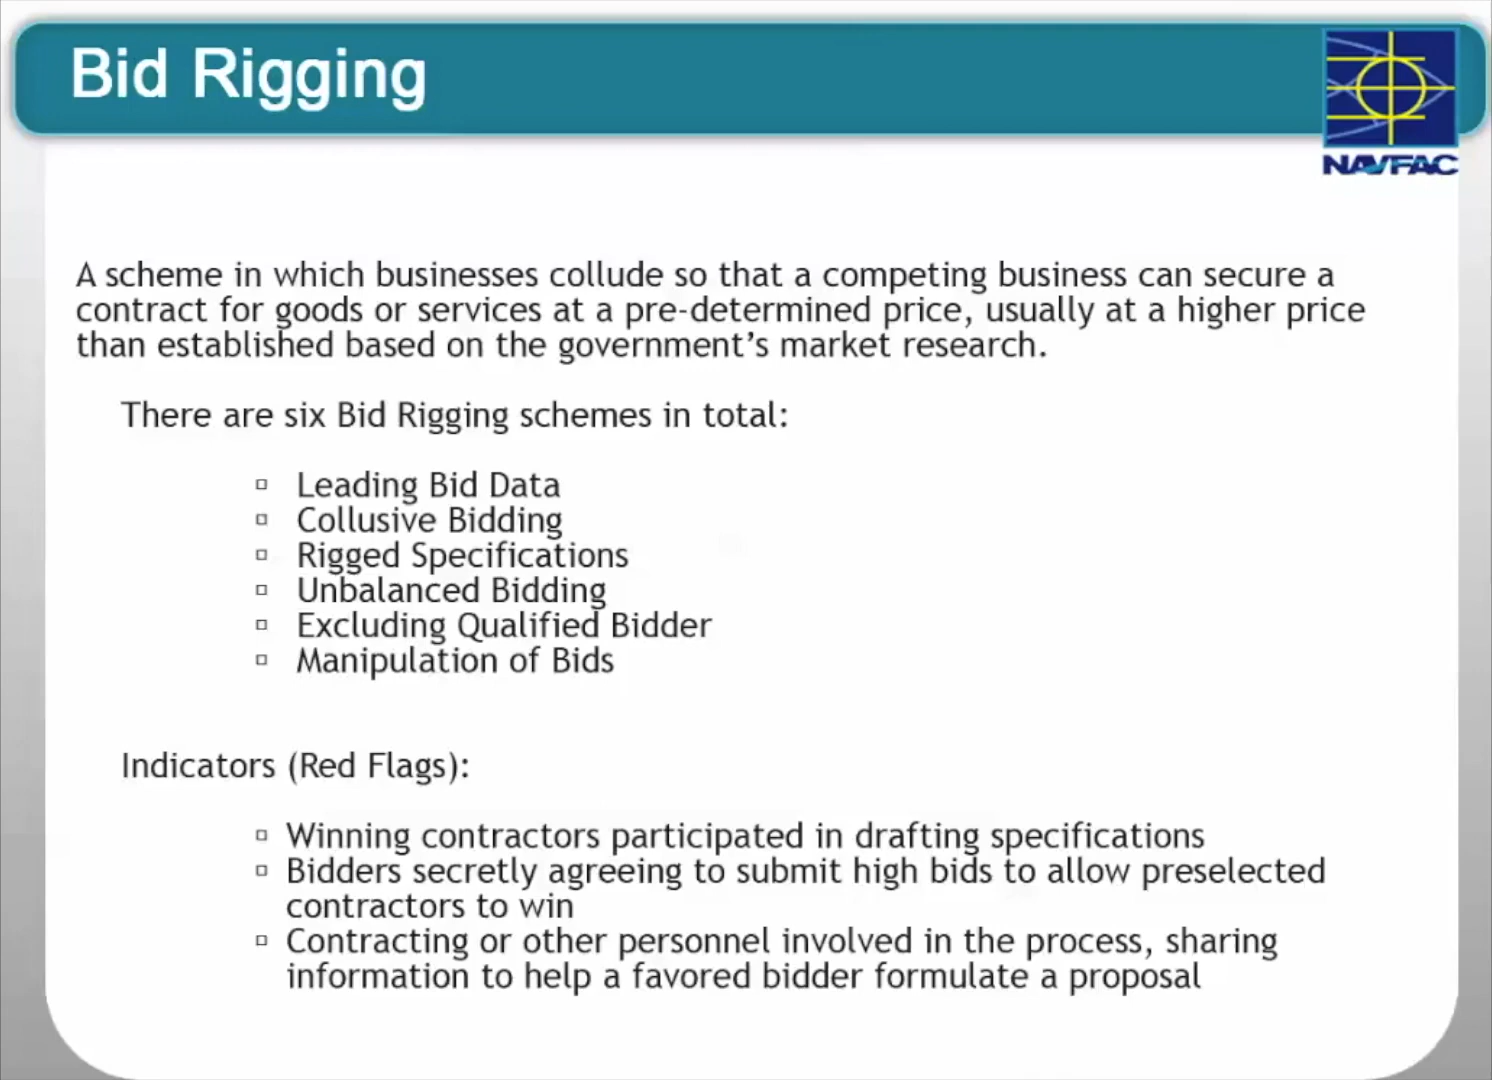 Bid Rigging
NAVFAC
A scheme in which businesses collude so that a competing business can secure a
contract for goods or services at a pre-determined price, usually at a higher price
than established based on the government’s market research.
There are six Bid Rigging schemes in total:
▫ Leading Bid Data
▫ Collusive Bidding
▫ Rigged Specifications
▫ Unbalanced Bidding
▫ Excluding Qualified Bidder
▫ Manipulation of Bids
Indicators (Red Flags):
▫ Winning contractors participated in drafting specifications
▫ Bidders secretly agreeing to submit high bids to allow preselected
contractors to win
▫ Contracting or other personnel involved in the process, sharing
information to help a favored bidder formulate a proposal